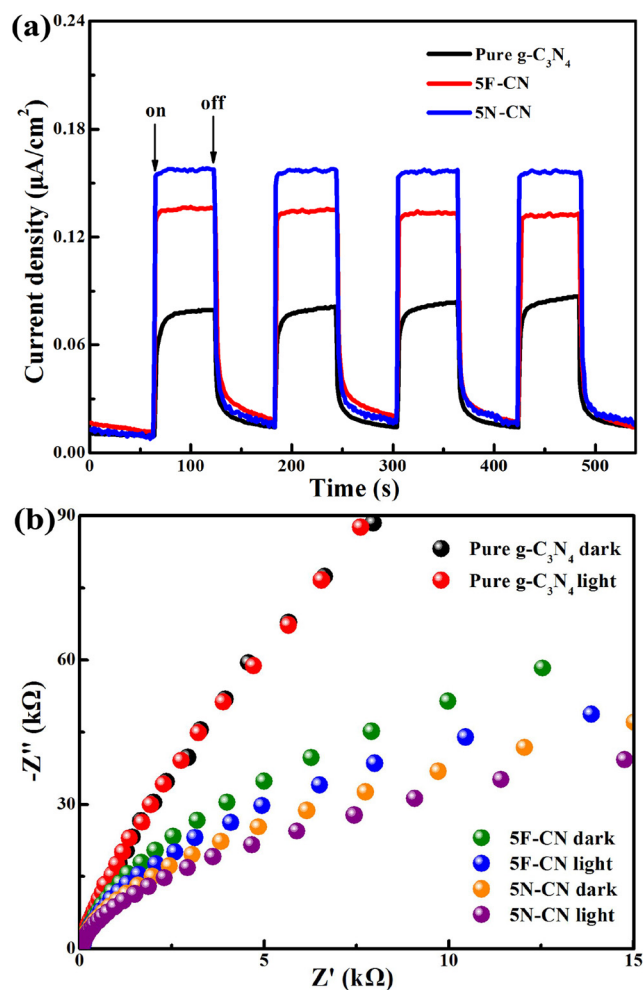 (a)
0.24
0.18
0.12
0.06
0.00
Current density (μA/cm²)
Pure g-C₃N₄
5F-CN
5N-CN
on
off
0 100 200 300 400 500
Time (s)
(b)
90
60
30
0
-Z'' (kΩ)
Pure g-C₃N₄ dark
Pure g-C₃N₄ light
5F-CN dark
5F-CN light
5N-CN dark
5N-CN light
0 5 10 15
Z' (kΩ)